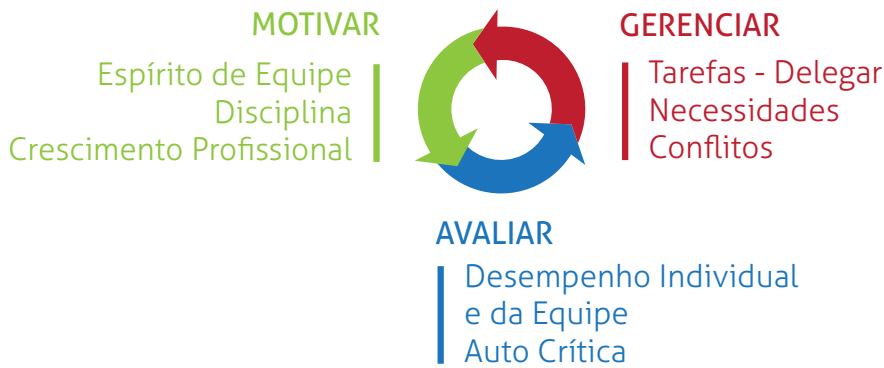 MOTIVAR
Espírito de Equipe
Disciplina
Crescimento Profissional
GERENCIAR
Tarefas - Delegar
Necessidades
Conflitos
AVALIAR
Desempenho Individual
e da Equipe
Auto Crítica